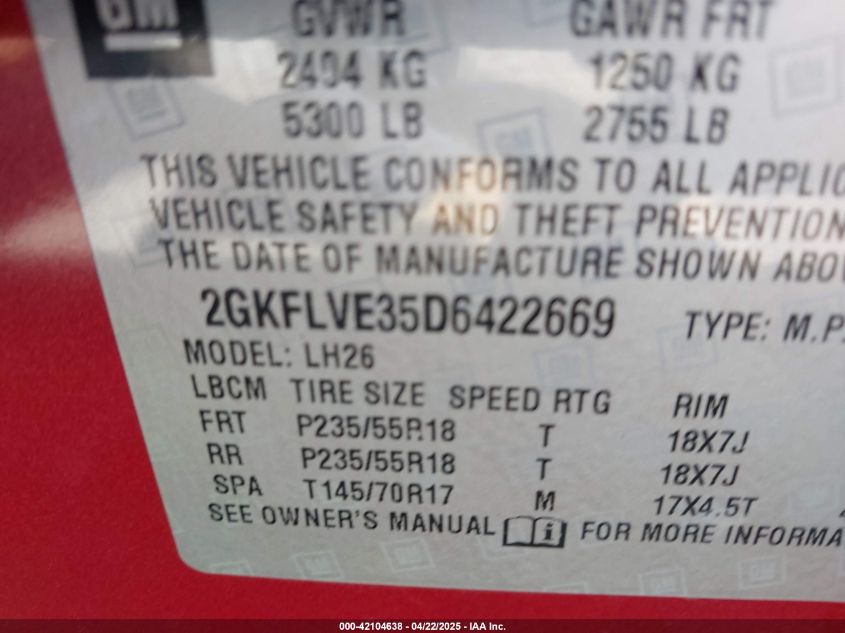 GM
GVWR GAWR FRT
2404 KG 1250 KG
5300 LB 2755 LB
THIS VEHICLE CONFORMS TO ALL APPLIC
VEHICLE SAFETY AND THEFT PREVENTION
THE DATE OF MANUFACTURE SHOWN ABOV
2GKFLVE35D6422669 TYPE: M.P.
MODEL: LH26
LBCM TIRE SIZE SPEED RTG RIM
FRT P235/55R18 T 18X7J
RR P235/55R18 T 18X7J
SPA T145/70R17 M 17X4.5T
SEE OWNER'S MANUAL i FOR MORE INFORMA
000-42104638 - 04/22/2025 - IAA Inc.